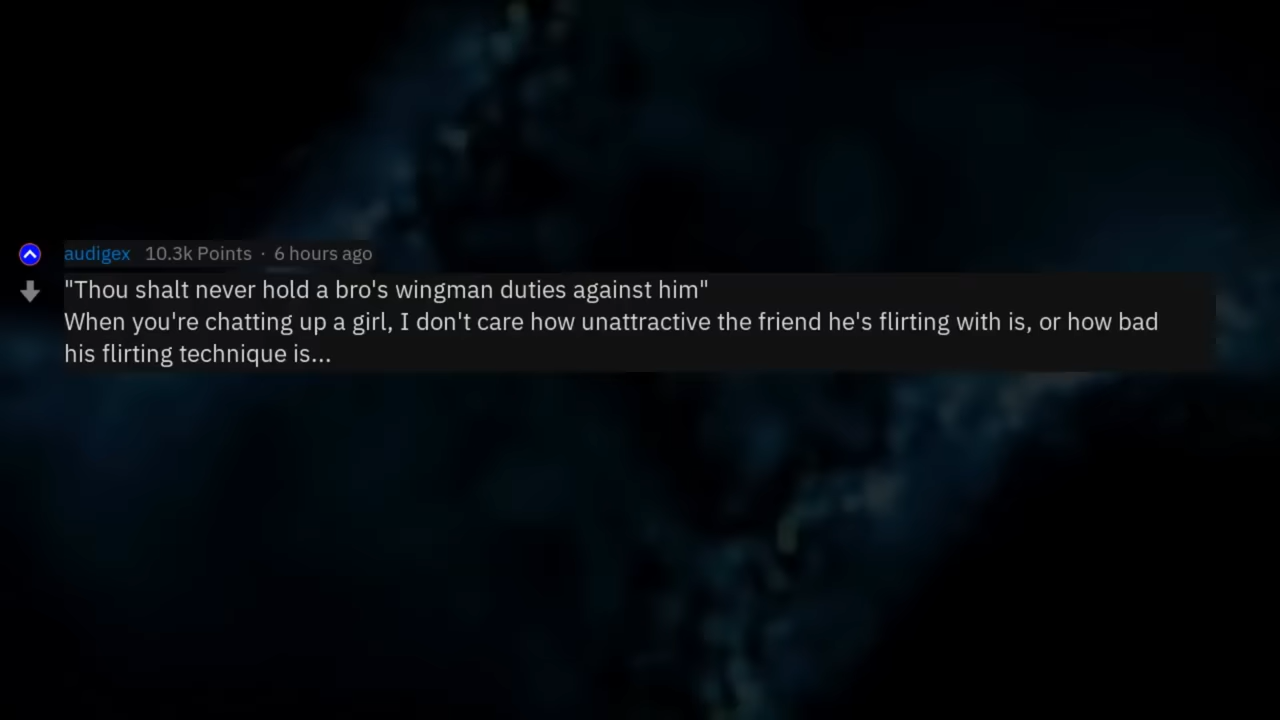 audigex 10.3k Points · 6 hours ago
"Thou shalt never hold a bro's wingman duties against him"
When you're chatting up a girl, I don't care how unattractive the friend he's flirting with is, or how bad
his flirting technique is...